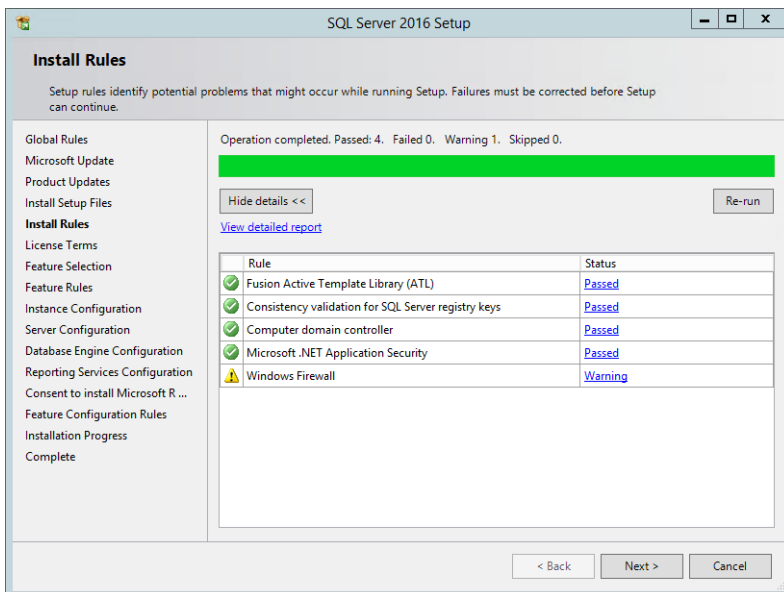 SQL Server 2016 Setup
Install Rules
Setup rules identify potential problems that might occur while running Setup. Failures must be corrected before Setup
can continue.
Global Rules
Microsoft Update
Product Updates
Install Setup Files
Install Rules
License Terms
Feature Selection
Feature Rules
Instance Configuration
Server Configuration
Database Engine Configuration
Reporting Services Configuration
Consent to install Microsoft R ...
Feature Configuration Rules
Installation Progress
Complete
Operation completed. Passed: 4. Failed 0. Warning 1. Skipped 0.
Hide details << Re-run
View detailed report
Rule Status
Fusion Active Template Library (ATL) Passed
Consistency validation for SQL Server registry keys Passed
Computer domain controller Passed
Microsoft .NET Application Security Passed
Windows Firewall Warning
< Back Next > Cancel